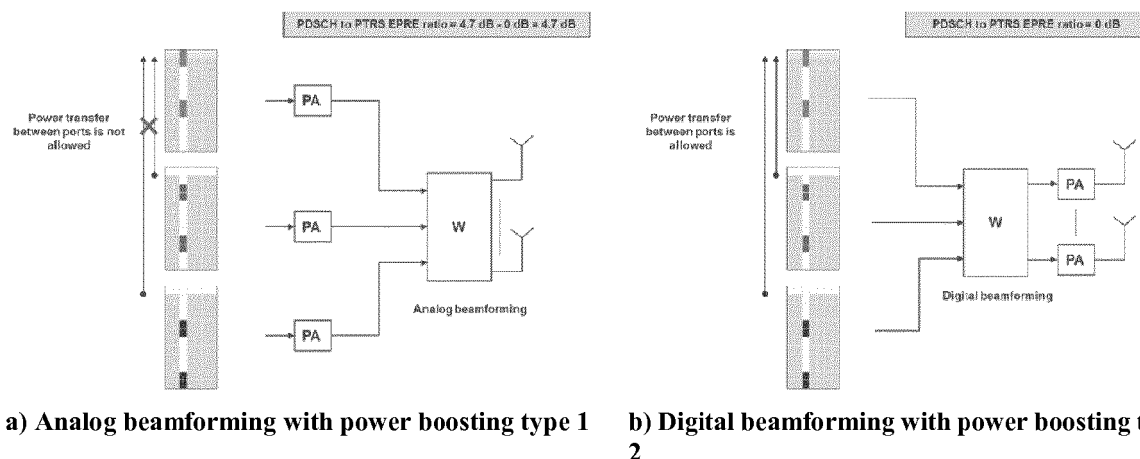 PDSCH to PTRS EPRE ratio = 4.7 dB - 0 dB = 4.7 dB
PDSCH to PTRS EPRE ratio = 0 dB
Power transfer
between ports is not
allowed
PA
PA
PA
W
Analog beamforming
Power transfer
between ports is
allowed
W
PA
PA
Digital beamforming
a) Analog beamforming with power boosting type 1
b) Digital beamforming with power boosting t
2